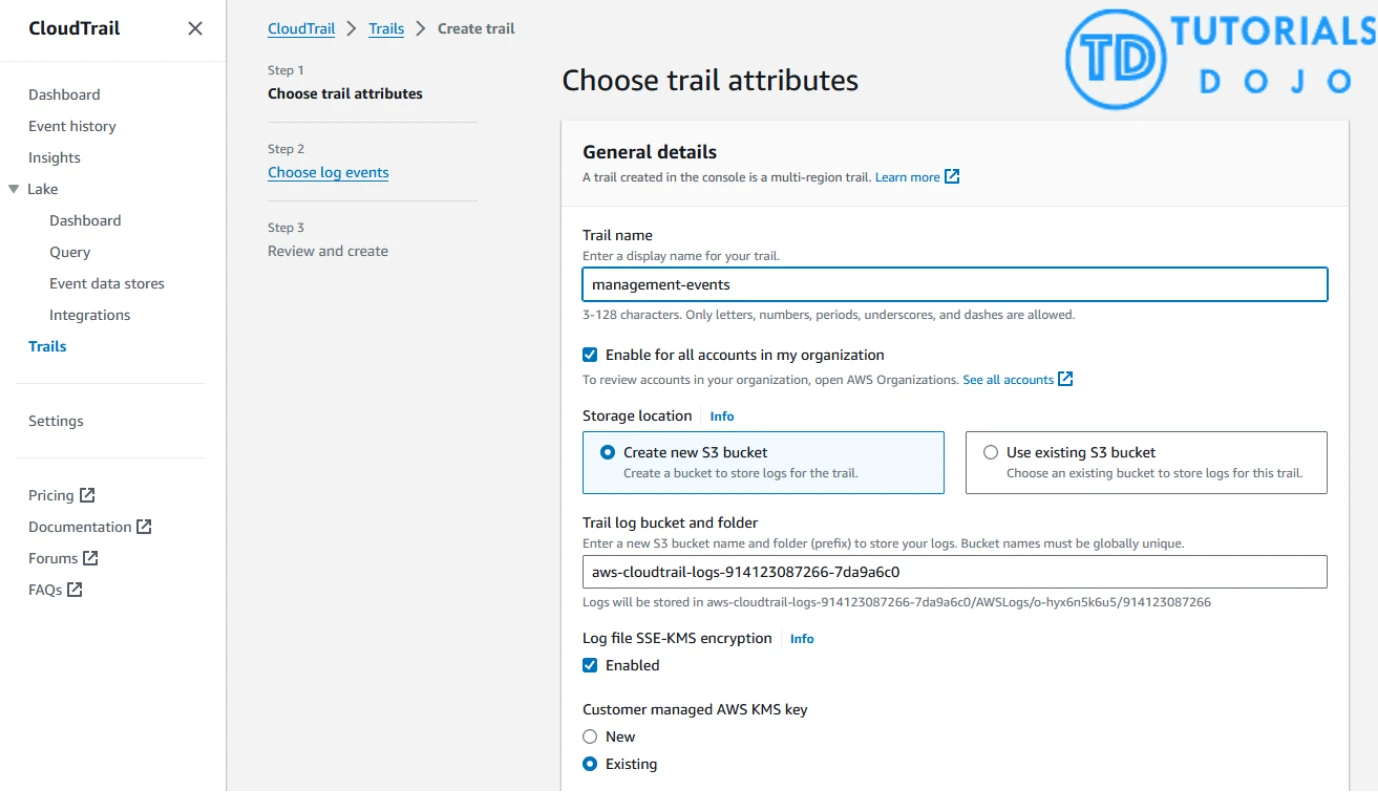 CloudTrail
Dashboard
Event history
Insights
Lake
Dashboard
Query
Event data stores
Integrations
Trails
Settings
Pricing
Documentation
Forums
FAQs
CloudTrail > Trails > Create trail
Step 1
Choose trail attributes
Step 2
Choose log events
Step 3
Review and create
TD TUTORIALS
DOJO
Choose trail attributes
General details
A trail created in the console is a multi-region trail. Learn more
Trail name
Enter a display name for your trail.
management-events
3-128 characters. Only letters, numbers, periods, underscores, and dashes are allowed.
Enable for all accounts in my organization
To review accounts in your organization, open AWS Organizations. See all accounts
Storage location Info
Create new S3 bucket
Create a bucket to store logs for the trail.
Use existing S3 bucket
Choose an existing bucket to store logs for this trail.
Trail log bucket and folder
Enter a new S3 bucket name and folder (prefix) to store your logs. Bucket names must be globally unique.
aws-cloudtrail-logs-914123087266-7da9a6c0
Logs will be stored in aws-cloudtrail-logs-914123087266-7da9a6c0/AWSLogs/o-hyx6n5k6u5/914123087266
Log file SSE-KMS encryption Info
Enabled
Customer managed AWS KMS key
New
Existing